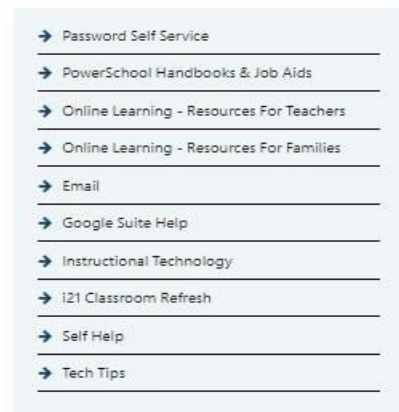 Password Self Service
PowerSchool Handbooks & Job Aids
Online Learning - Resources For Teachers
Online Learning - Resources For Families
Email
Google Suite Help
Instructional Technology
i21 Classroom Refresh
Self Help
Tech Tips